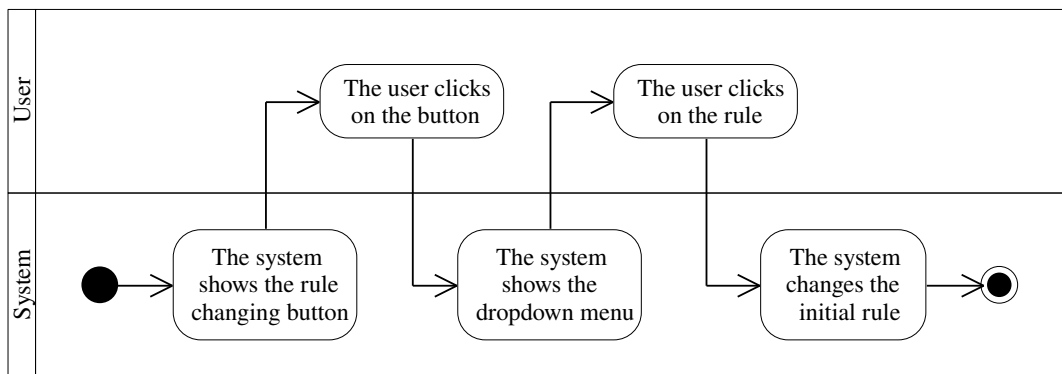 User
The user clicks
on the button
The user clicks
on the rule
System
The system
shows the rule
changing button
The system
shows the
dropdown menu
The system
changes the
initial rule